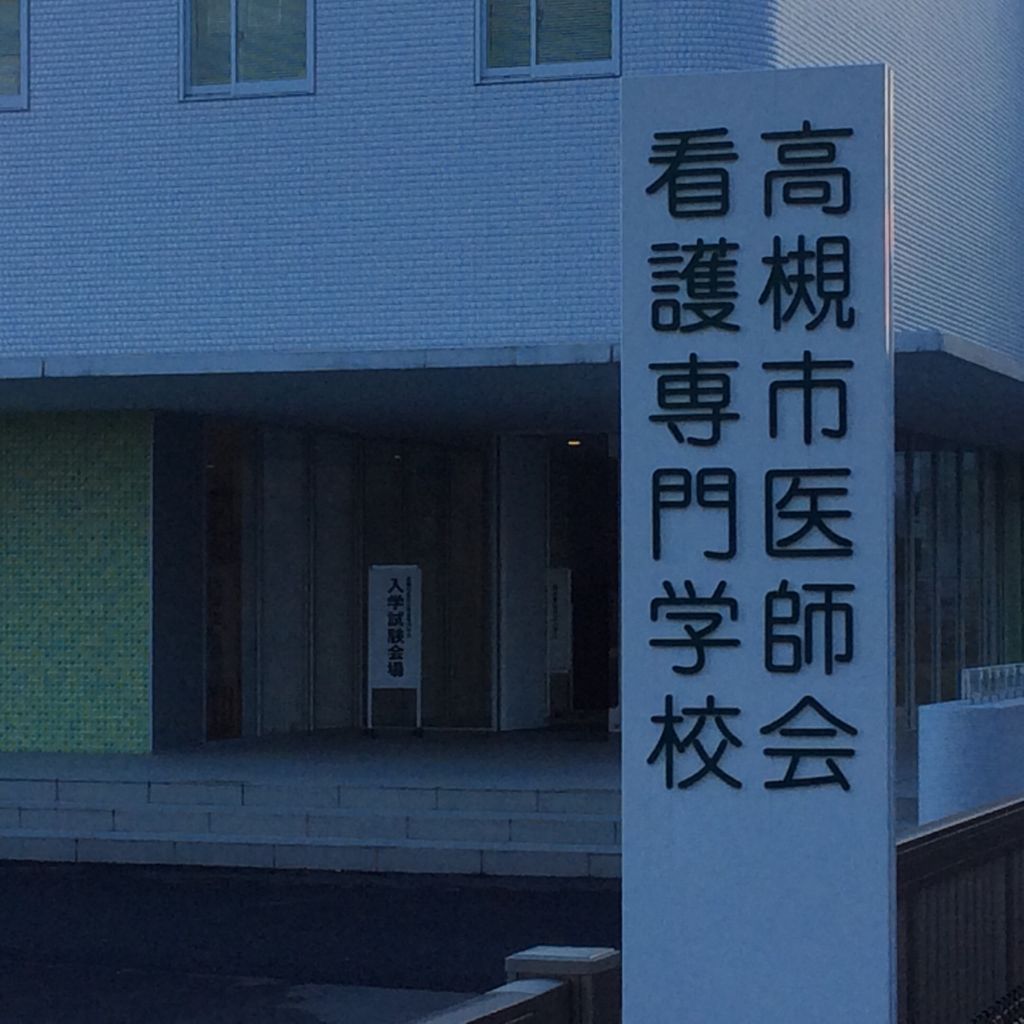 高槻市医師会
看護専門学校
入学試験会場